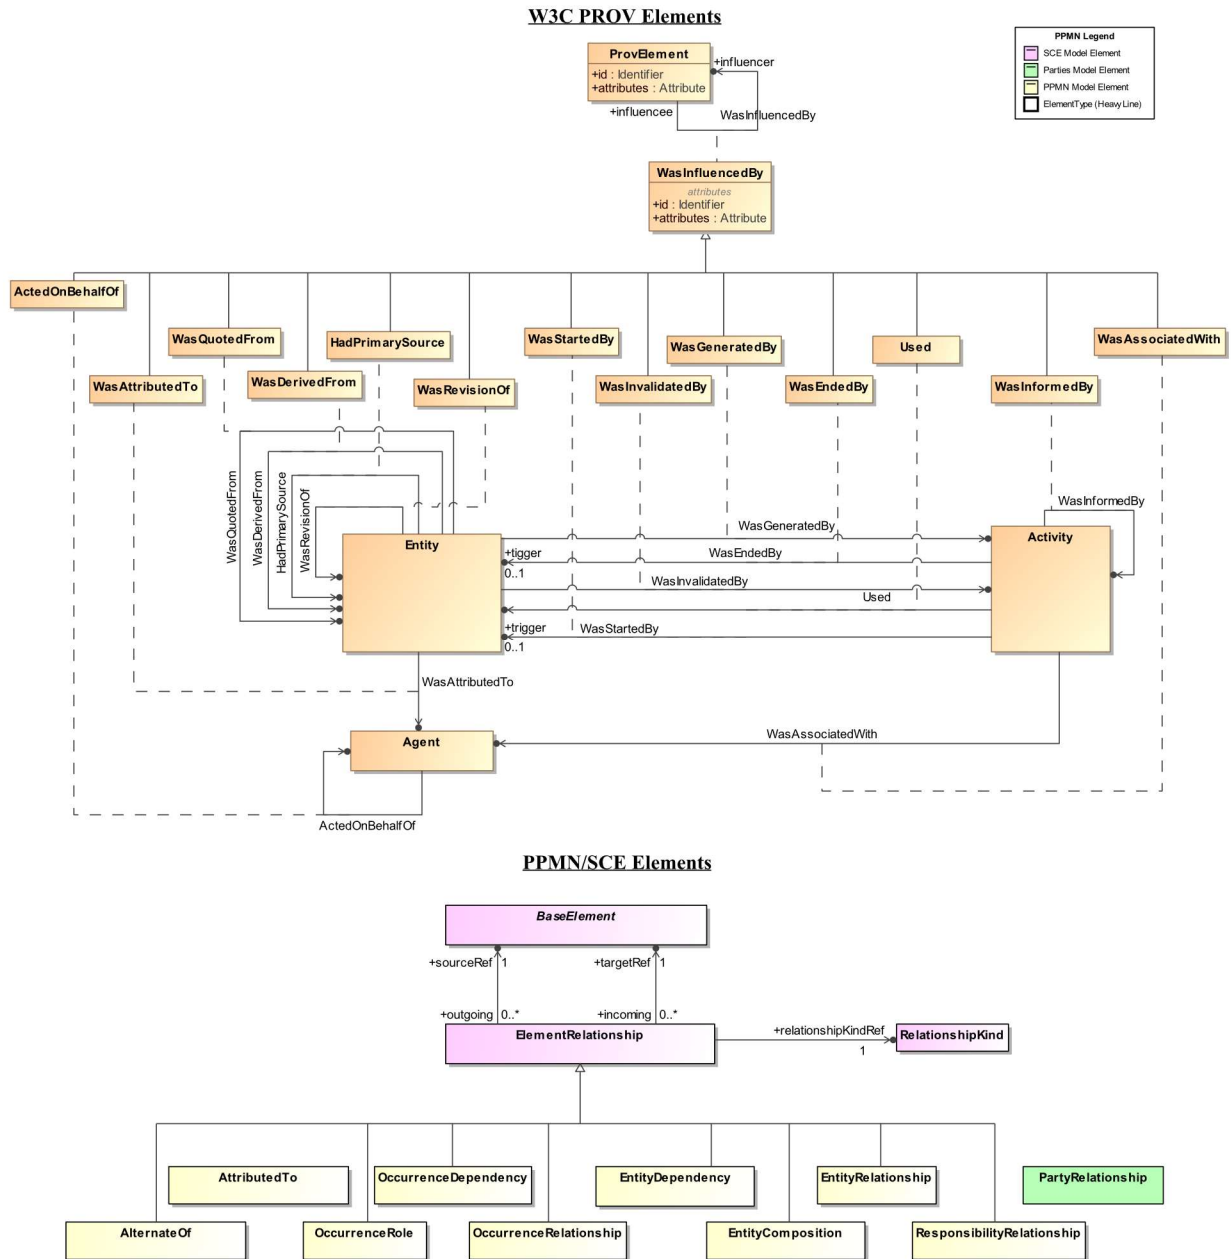 W3C PROV Elements
PPMN Legend
SCE Model Element
Parties Model Element
PPMN Model Element
ElementType (Heavy Line)
ProvElement
+id : Identifier
+attributes : Attribute
+influencer
+influencee
WasInfluencedBy
WasInfluencedBy
attributes
+id : Identifier
+attributes : Attribute
ActedOnBehalfOf
WasQuotedFrom
HadPrimarySource
WasStartedBy
WasGeneratedBy
Used
WasAssociatedWith
WasAttributedTo
WasDerivedFrom
WasRevisionOf
WasInvalidatedBy
WasEndedBy
WasInformedBy
WasQuotedFrom
WasDerivedFrom
HadPrimarySource
WasRevisionOf
Entity
WasGeneratedBy
+tigger
0..1
WasEndedBy
WasInvalidatedBy
Used
+trigger
0..1
WasStartedBy
WasInformedBy
Activity
WasAttributedTo
Agent
WasAssociatedWith
ActedOnBehalfOf
PPMN/SCE Elements
BaseElement
+sourceRef 1
+targetRef 1
+outgoing 0..*
+incoming 0..*
ElementRelationship
+relationshipKindRef
1
RelationshipKind
AttributedTo
OccurrenceDependency
EntityDependency
EntityRelationship
PartyRelationship
AlternateOf
OccurrenceRole
OccurrenceRelationship
EntityComposition
ResponsibilityRelationship